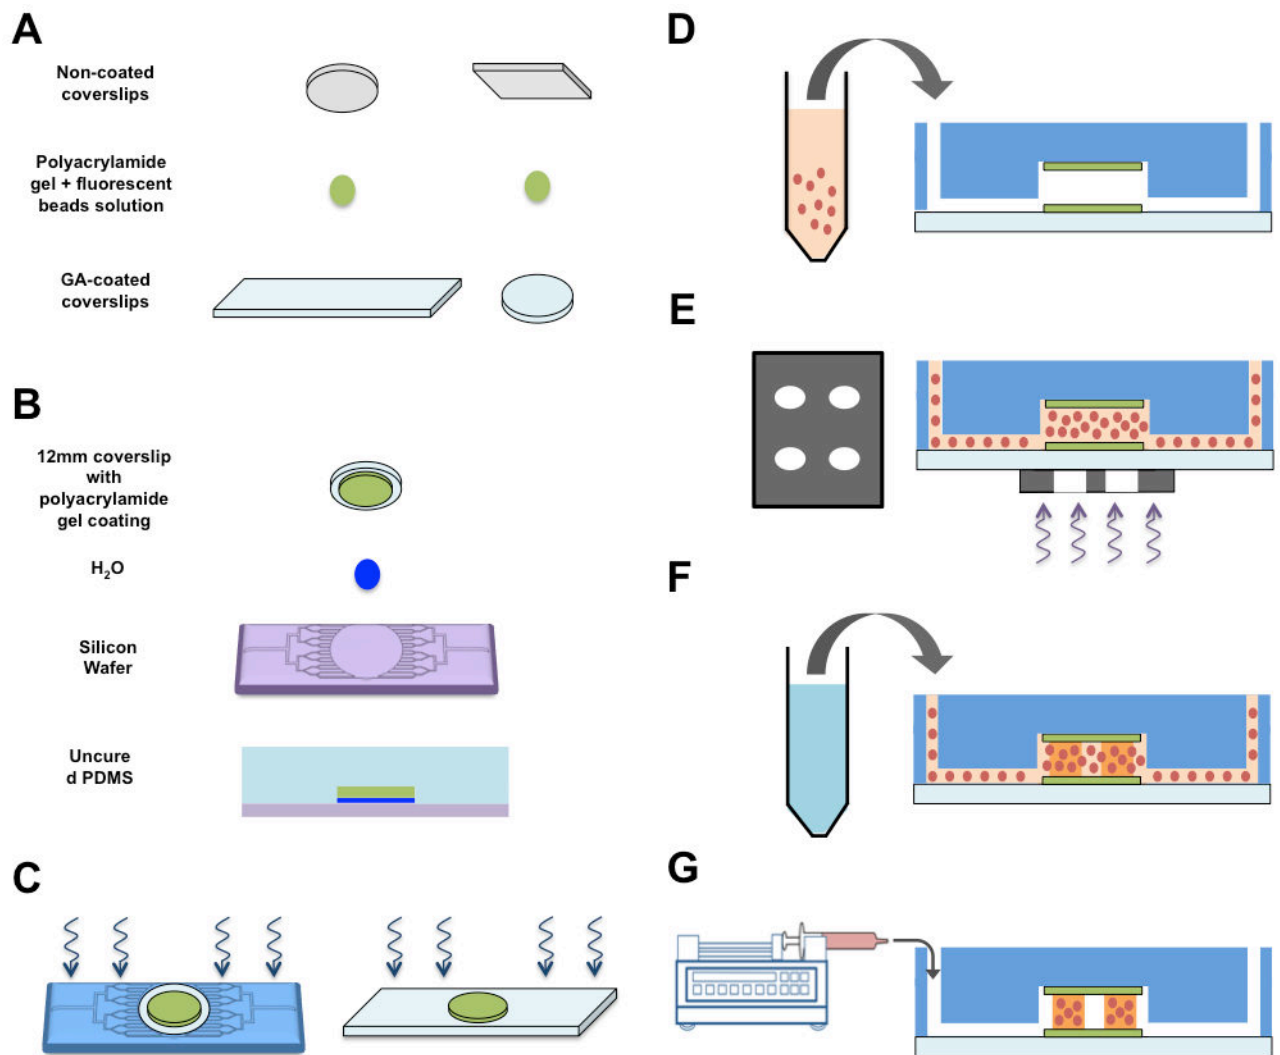 A
Non-coated
coverslips
Polyacrylamide
gel + fluorescent
beads solution
GA-coated
coverslips
B
12mm coverslip
with
polyacrylamide
gel coating
H₂O
Silicon
Wafer
Uncure
d PDMS
C
D
E
F
G